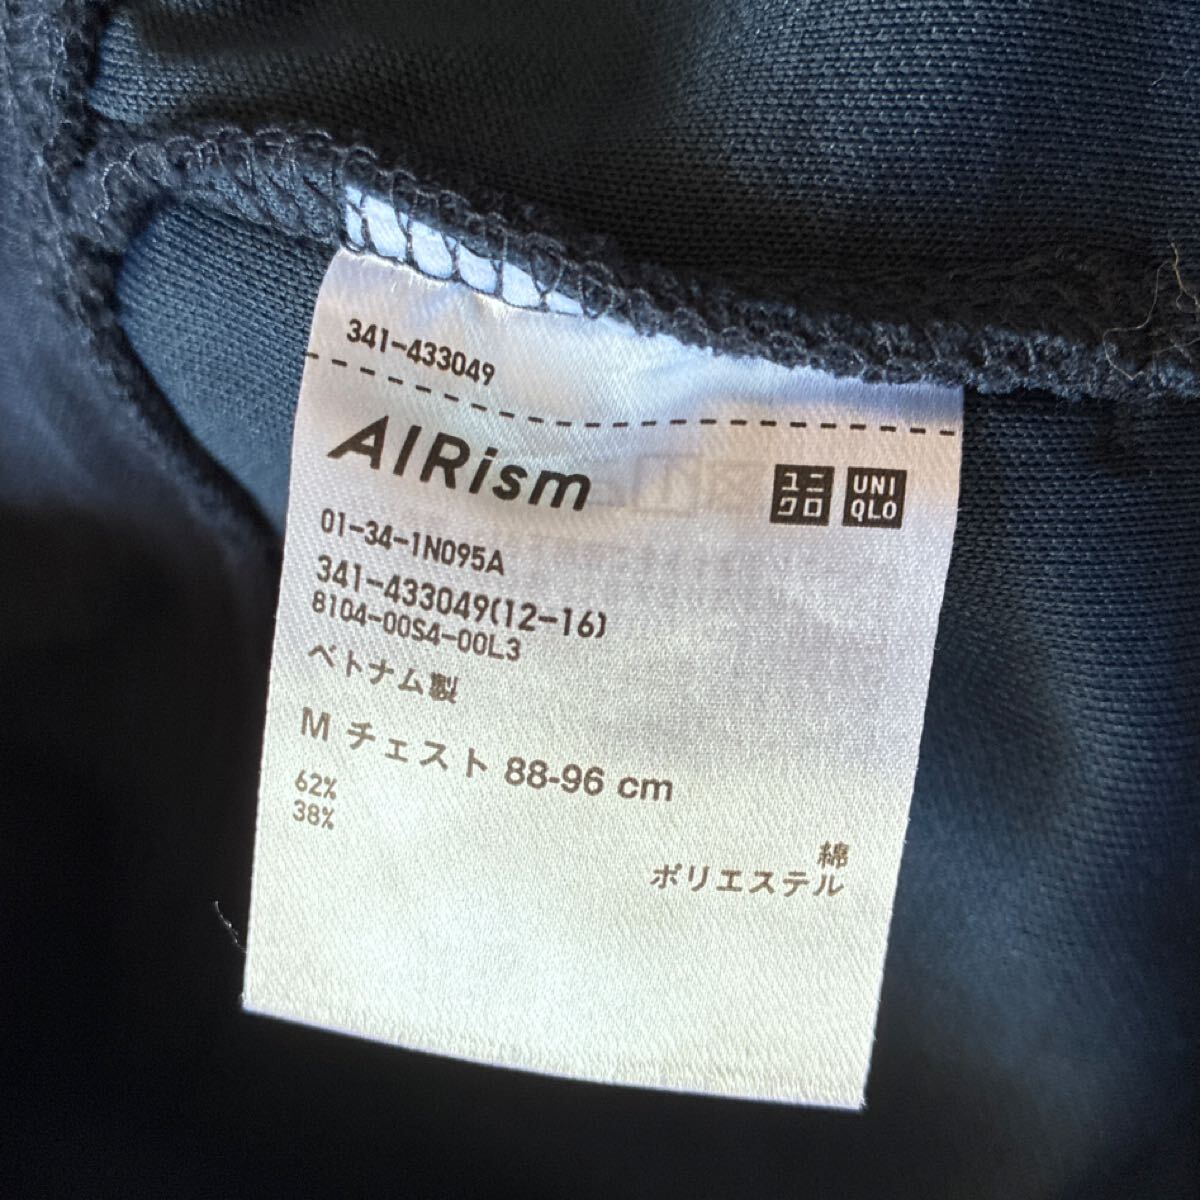 341-433049
AIRism
ユニクロ
UNIQLO
01-34-1N095A
341-433049(12-16)
8104-00S4-00L3
ベトナム製
M チェスト 88-96 cm
62%
38%
綿
ポリエステル